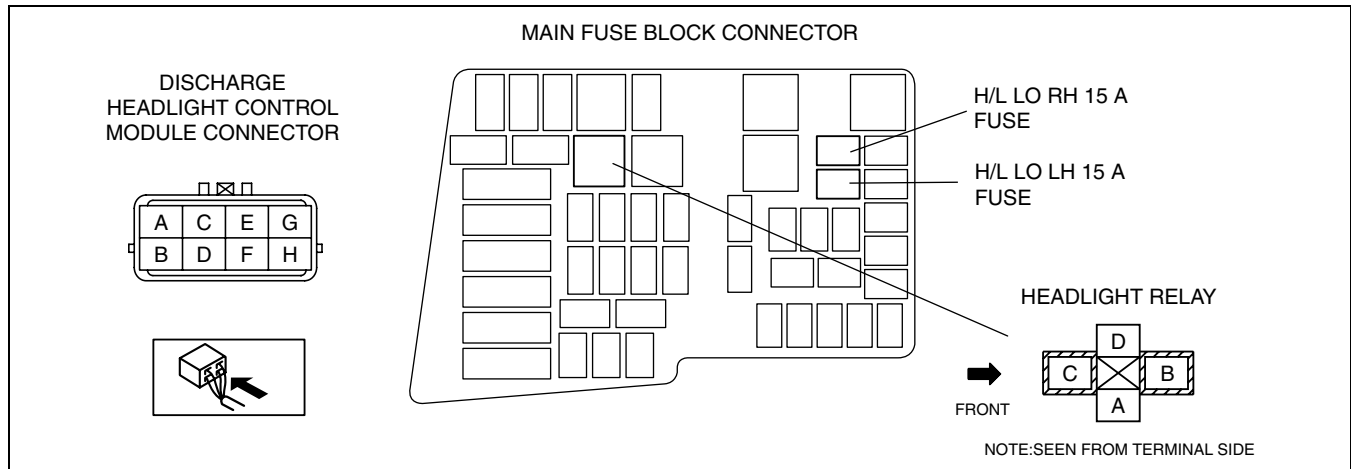 MAIN FUSE BLOCK CONNECTOR
DISCHARGE
HEADLIGHT CONTROL
MODULE CONNECTOR
A C E G
B D F H
H/L LO RH 15 A
FUSE
H/L LO LH 15 A
FUSE
HEADLIGHT RELAY
D
C B
A
FRONT
NOTE:SEEN FROM TERMINAL SIDE